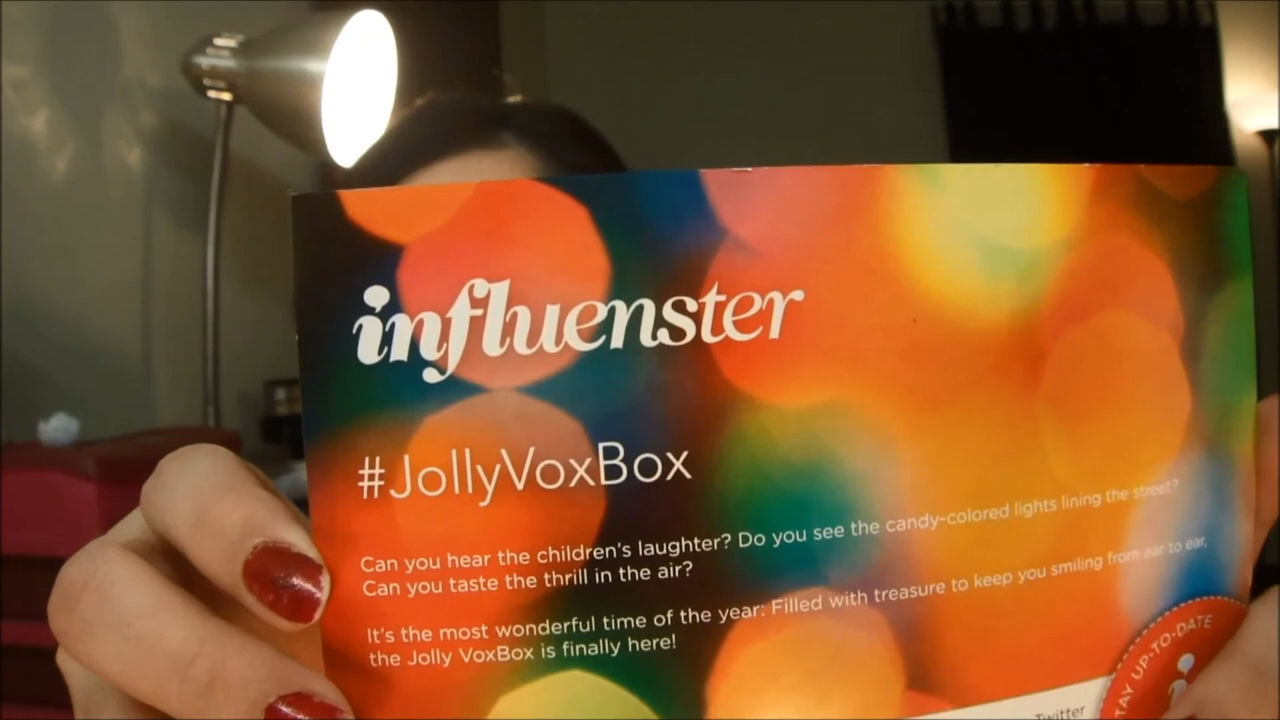 influenster
#JollyVoxBox
Can you hear the children's laughter? Do you see the candy-colored lights lining the street?
Can you taste the thrill in the air?
It's the most wonderful time of the year: Filled with treasure to keep you smiling from ear to ear,
the Jolly VoxBox is finally here!
TAY UP-TO-DATE
Twitter